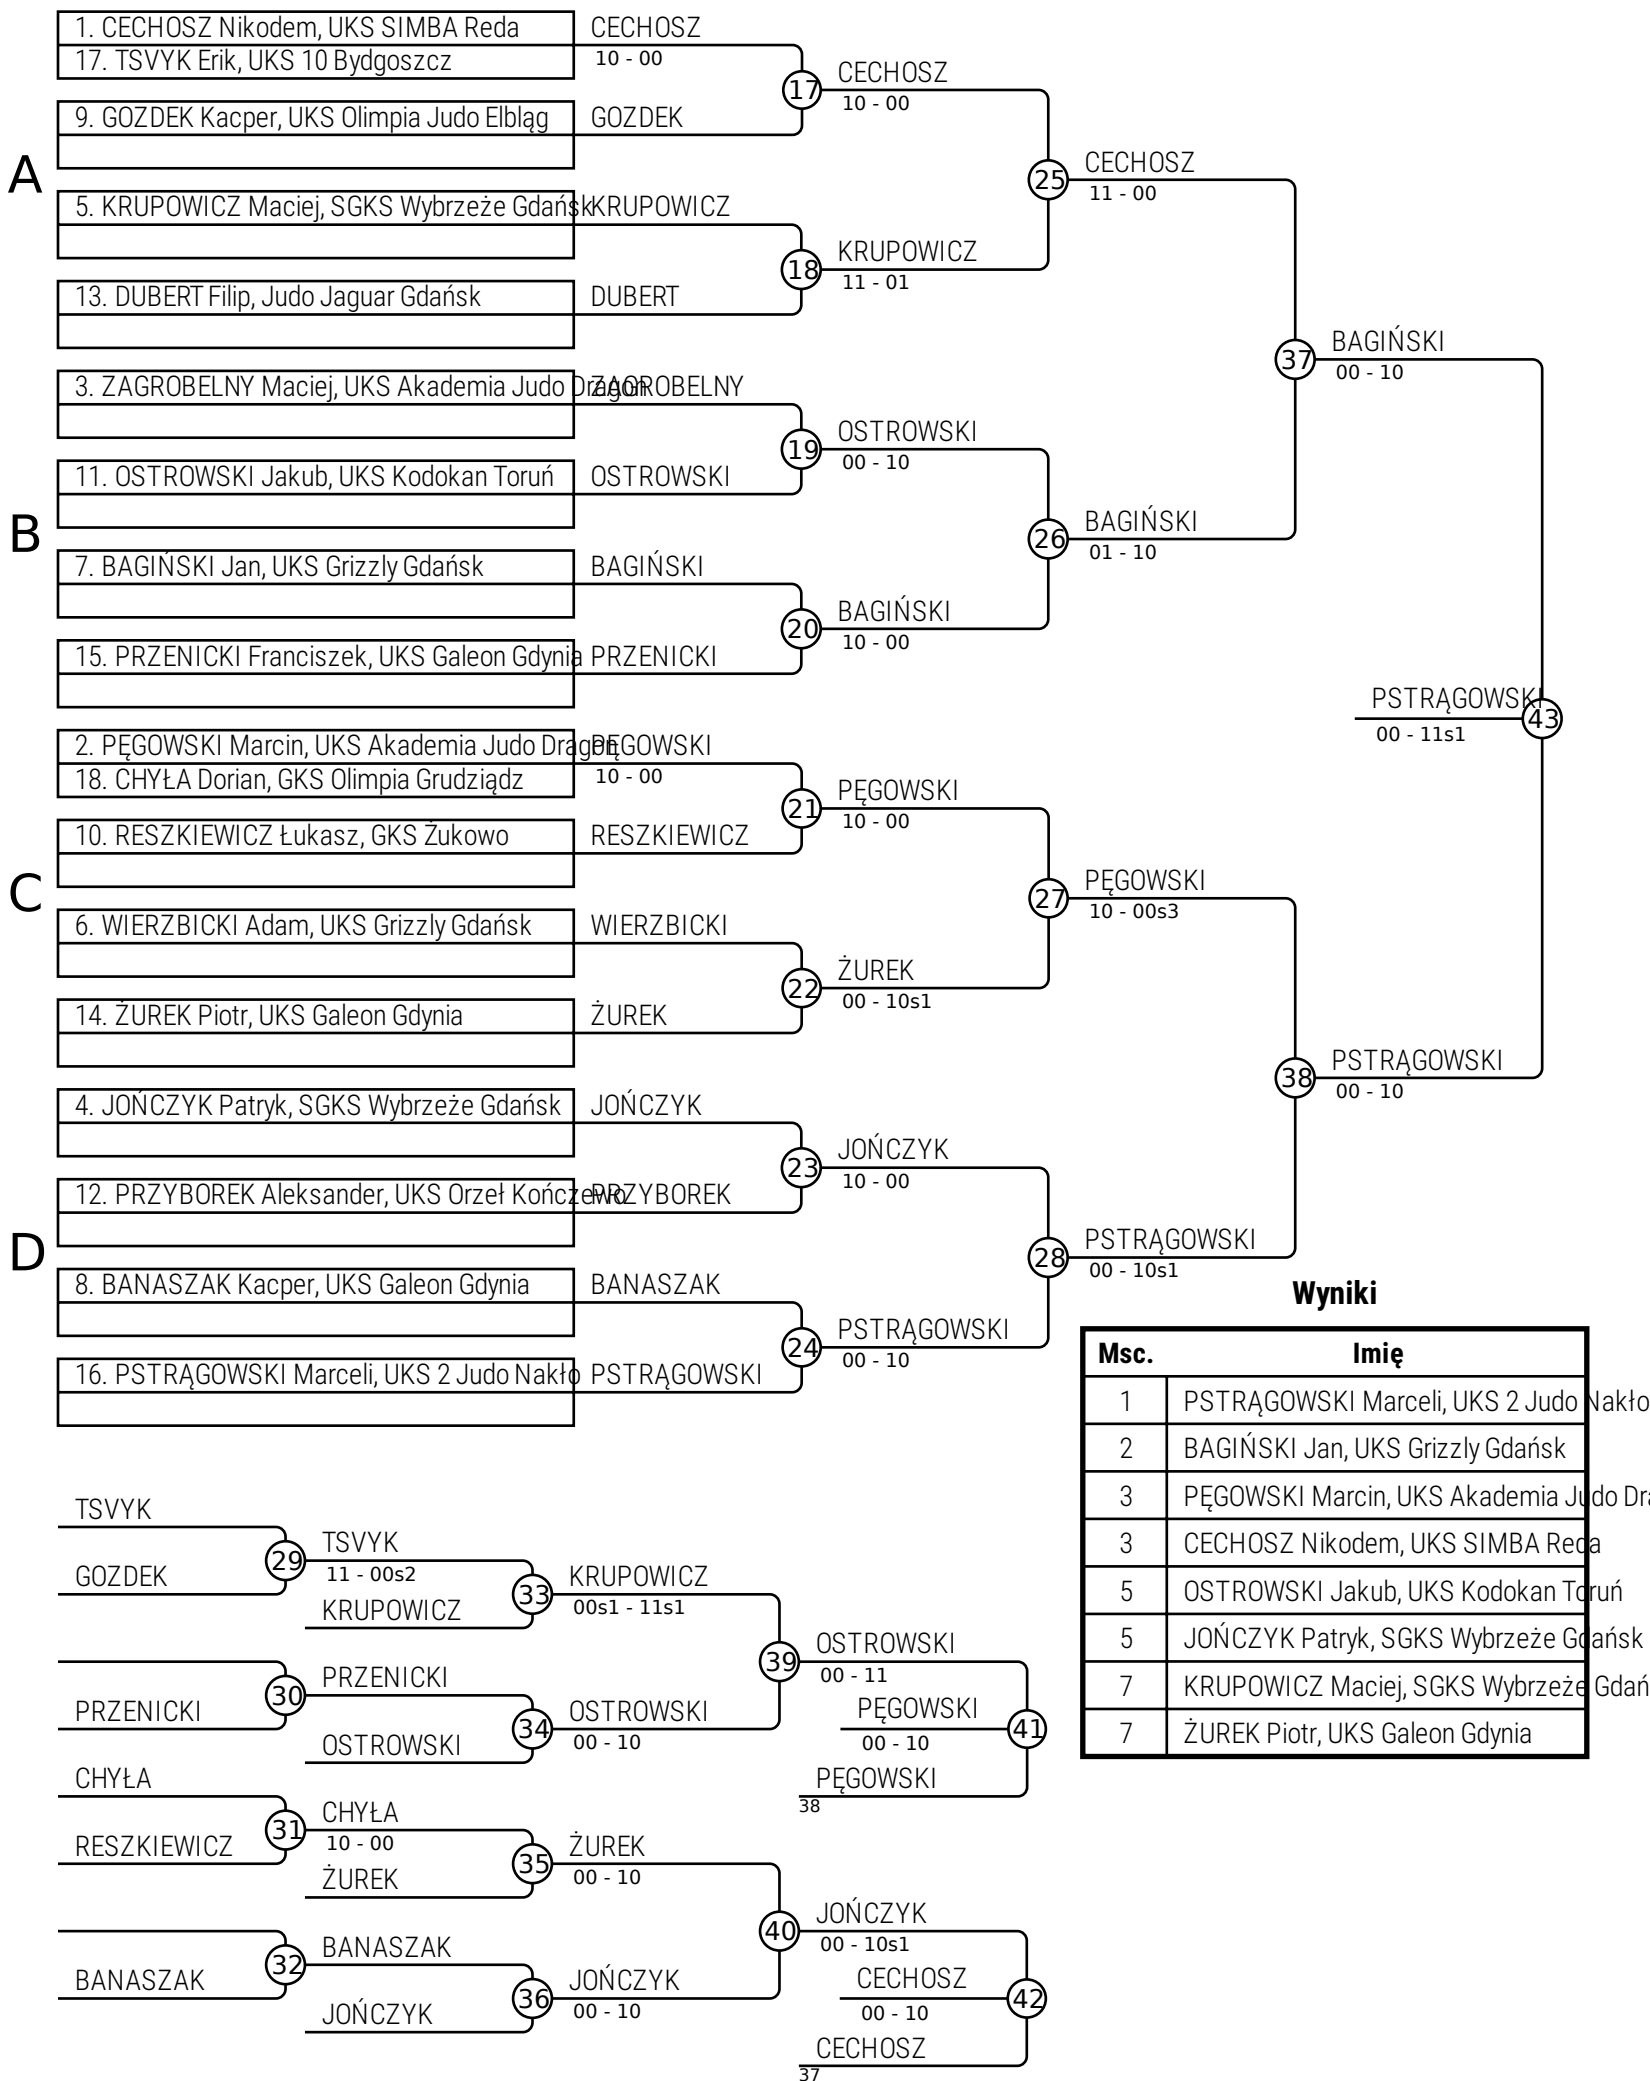 1. CECHOSZ Nikodem, UKS SIMBA Reda
17. TSVYK Erik, UKS 10 Bydgoszcz
CECHOSZ
10 - 00
9. GOZDEK Kacper, UKS Olimpia Judo Elbląg
GOZDEK
17
CECHOSZ
10 - 00
A
5. KRUPOWICZ Maciej, SGKS Wybrzeże Gdańsk
KRUPOWICZ
13. DUBERT Filip, Judo Jaguar Gdańsk
DUBERT
18
KRUPOWICZ
11 - 01
25
CECHOSZ
11 - 00
3. ZAGROBELNY Maciej, UKS Akademia Judo Dragon
ZAGROBELNY
11. OSTROWSKI Jakub, UKS Kodokan Toruń
OSTROWSKI
19
OSTROWSKI
00 - 10
B
7. BAGIŃSKI Jan, UKS Grizzly Gdańsk
BAGIŃSKI
15. PRZENICKI Franciszek, UKS Galeon Gdynia
PRZENICKI
20
BAGIŃSKI
10 - 00
26
BAGIŃSKI
01 - 10
37
BAGIŃSKI
00 - 10
2. PĘGOWSKI Marcin, UKS Akademia Judo Dragon
18. CHYŁA Dorian, GKS Olimpia Grudziądz
PĘGOWSKI
10 - 00
10. RESZKIEWICZ Łukasz, GKS Żukowo
RESZKIEWICZ
21
PĘGOWSKI
10 - 00
C
6. WIERZBICKI Adam, UKS Grizzly Gdańsk
WIERZBICKI
14. ŻUREK Piotr, UKS Galeon Gdynia
ŻUREK
22
ŻUREK
00 - 10s1
27
PĘGOWSKI
10 - 00s3
4. JOŃCZYK Patryk, SGKS Wybrzeże Gdańsk
JOŃCZYK
12. PRZYBOREK Aleksander, UKS Orzeł Kończewo
PRZYBOREK
23
JOŃCZYK
10 - 00
D
8. BANASZAK Kacper, UKS Galeon Gdynia
BANASZAK
16. PSTRĄGOWSKI Marceli, UKS 2 Judo Nakło
PSTRĄGOWSKI
24
PSTRĄGOWSKI
00 - 10
28
PSTRĄGOWSKI
00 - 10s1
38
PSTRĄGOWSKI
00 - 10
PSTRĄGOWSKI
00 - 11s1
43
Wyniki
Msc. Imię
1 PSTRĄGOWSKI Marceli, UKS 2 Judo Nakło
2 BAGIŃSKI Jan, UKS Grizzly Gdańsk
3 PĘGOWSKI Marcin, UKS Akademia Judo Dra
3 CECHOSZ Nikodem, UKS SIMBA Reda
5 OSTROWSKI Jakub, UKS Kodokan Toruń
5 JOŃCZYK Patryk, SGKS Wybrzeże Gdańsk
7 KRUPOWICZ Maciej, SGKS Wybrzeże Gdań
7 ŻUREK Piotr, UKS Galeon Gdynia
TSVYK
GOZDEK
29
TSVYK
11 - 00s2
KRUPOWICZ
33
KRUPOWICZ
00s1 - 11s1
PRZENICKI
30
PRZENICKI
OSTROWSKI
34
OSTROWSKI
00 - 10
39
OSTROWSKI
00 - 11
PĘGOWSKI
00 - 10
41
PĘGOWSKI
38
CHYŁA
RESZKIEWICZ
31
CHYŁA
10 - 00
ŻUREK
35
ŻUREK
00 - 10
BANASZAK
32
BANASZAK
JOŃCZYK
36
JOŃCZYK
00 - 10
40
JOŃCZYK
00 - 10s1
CECHOSZ
00 - 10
42
CECHOSZ
37